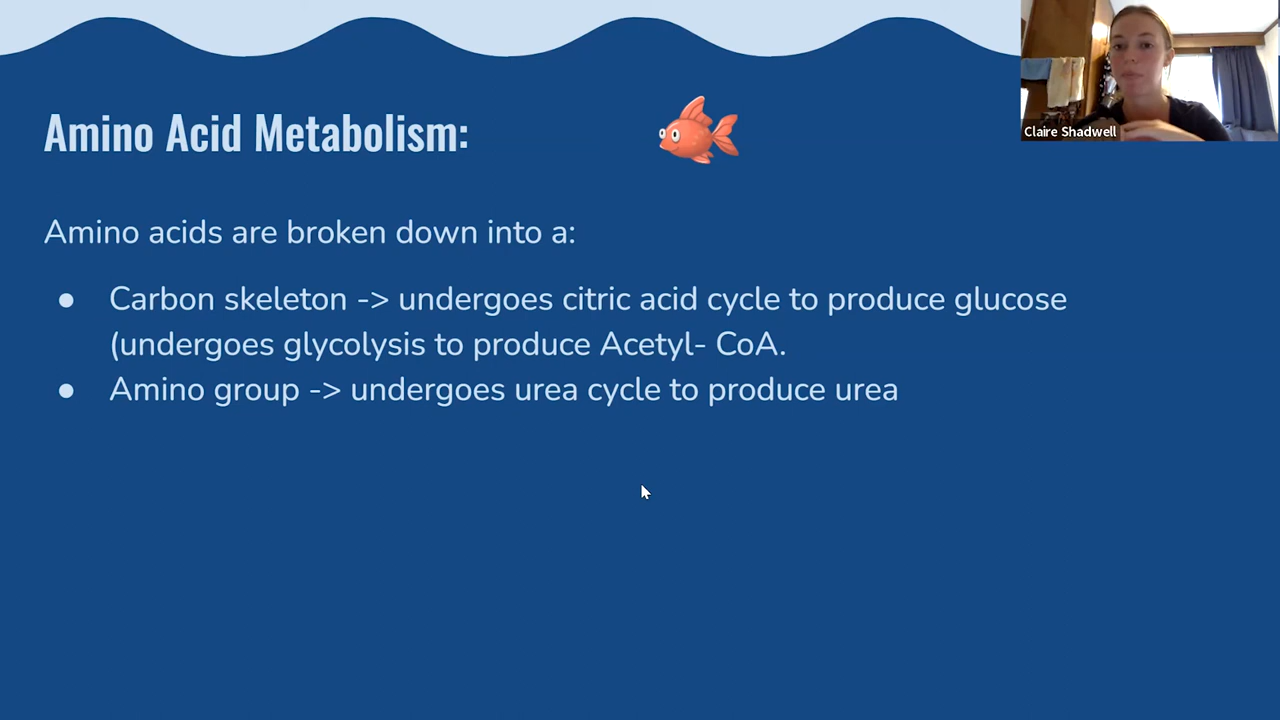 Claire Shadwell
Amino Acid Metabolism:
Amino acids are broken down into a:
● Carbon skeleton -> undergoes citric acid cycle to produce glucose
(undergoes glycolysis to produce Acetyl- CoA.
● Amino group -> undergoes urea cycle to produce urea